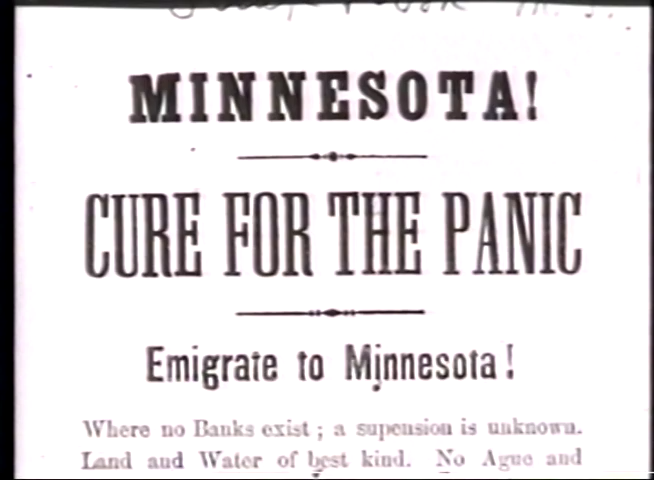 MINNESOTA!
CURE FOR THE PANIC
Emigrate to Minnesota!
Where no Banks exist; a supension is unknown.
Land and Water of best kind. No Ague and